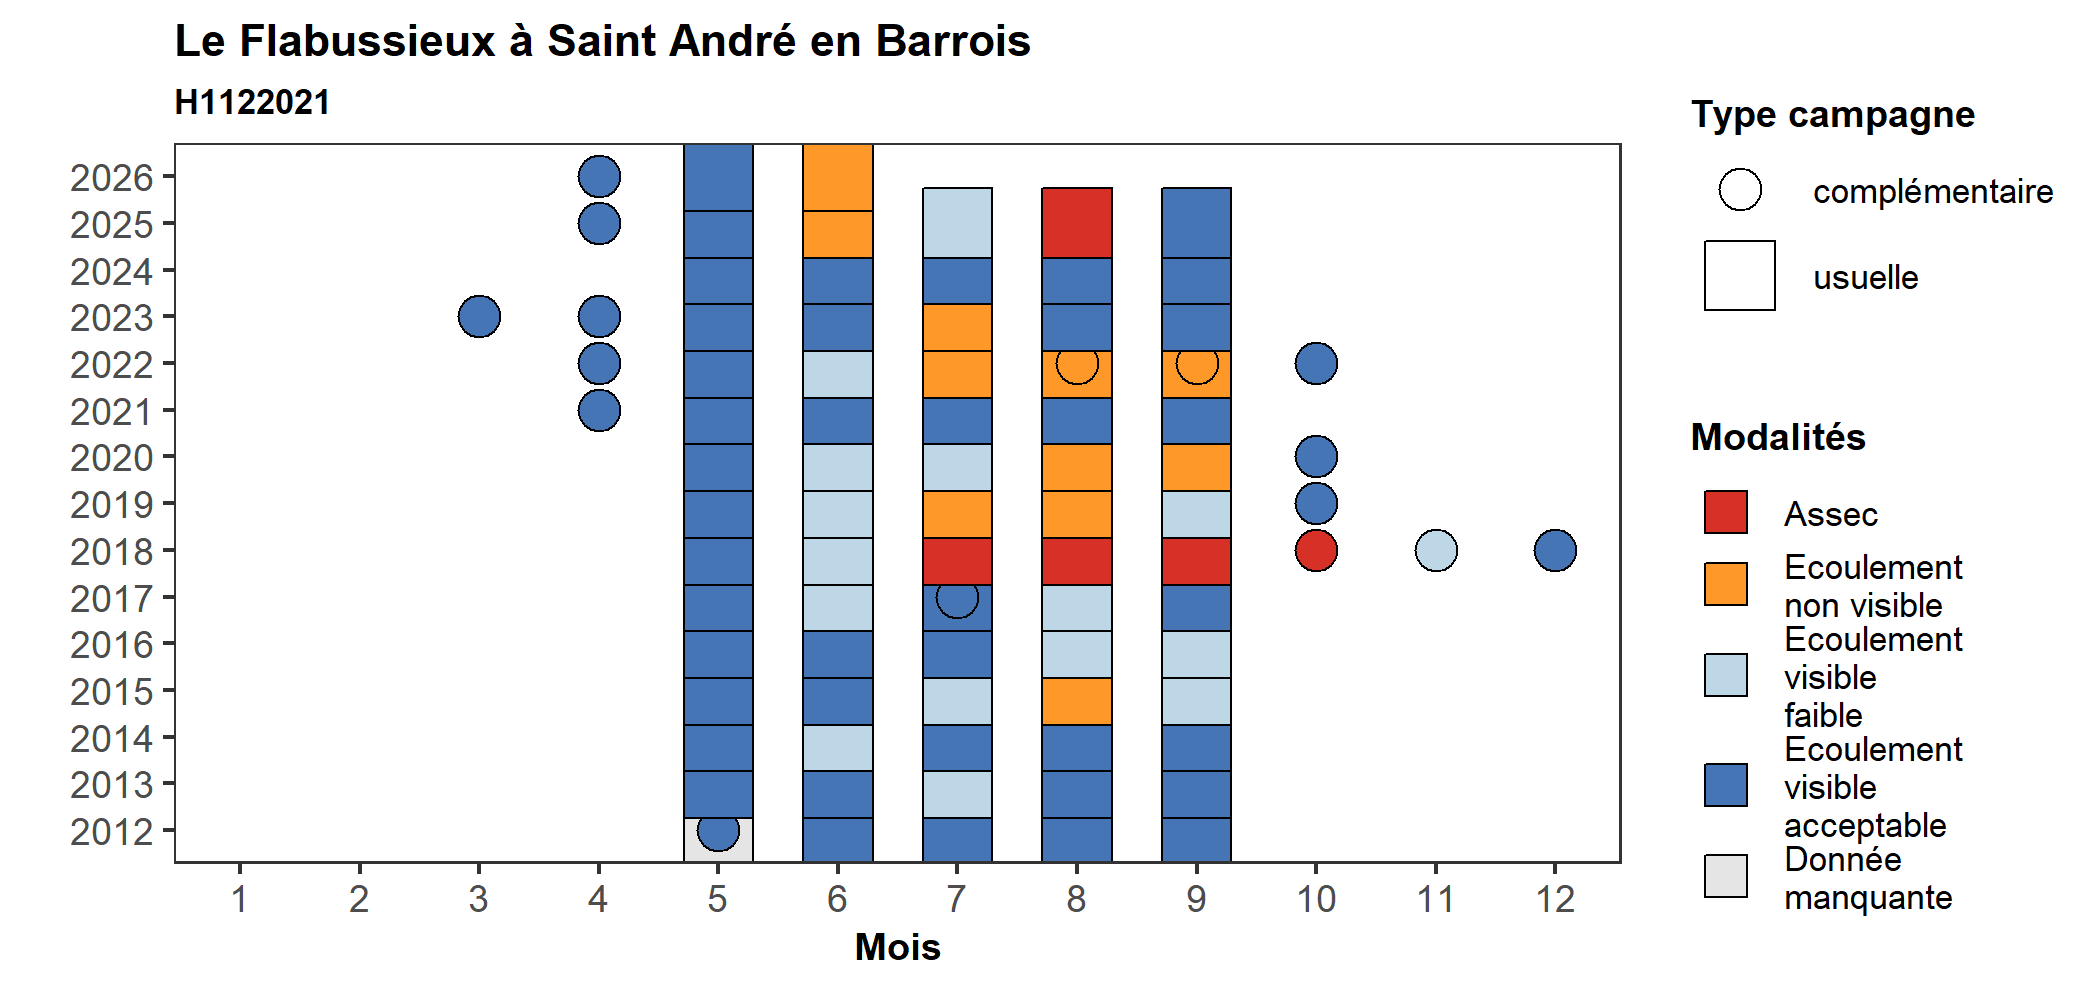 Le Flabussieux à Saint André en Barrois
H1122021
2026
2025
2024
2023
2022
2021
2020
2019
2018
2017
2016
2015
2014
2013
2012
1 2 3 4 5 6 7 8 9 10 11 12
Mois
Type campagne
complémentaire
usuelle
Modalités
Assec
Ecoulement
non visible
Ecoulement
visible
faible
Ecoulement
visible
acceptable
Donnée
manquante